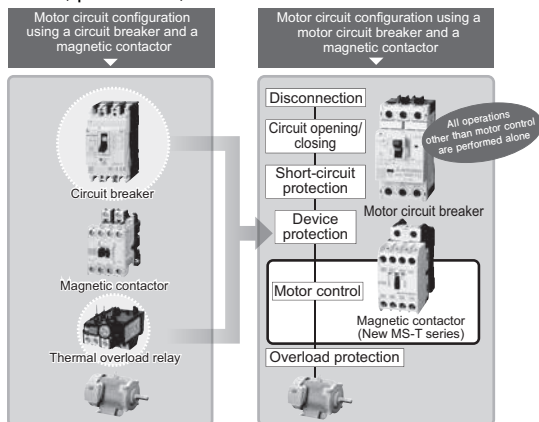 Motor circuit configuration
using a circuit breaker and a
magnetic contactor
Circuit breaker
Magnetic contactor
Thermal overload relay
Motor circuit configuration using a
motor circuit breaker and a
magnetic contactor
Disconnection
Circuit opening/
closing
Short-circuit
protection
Device
protection
Motor control
Overload protection
All operations
other than motor control
are performed alone
Motor circuit breaker
Magnetic contactor
(New MS-T series)